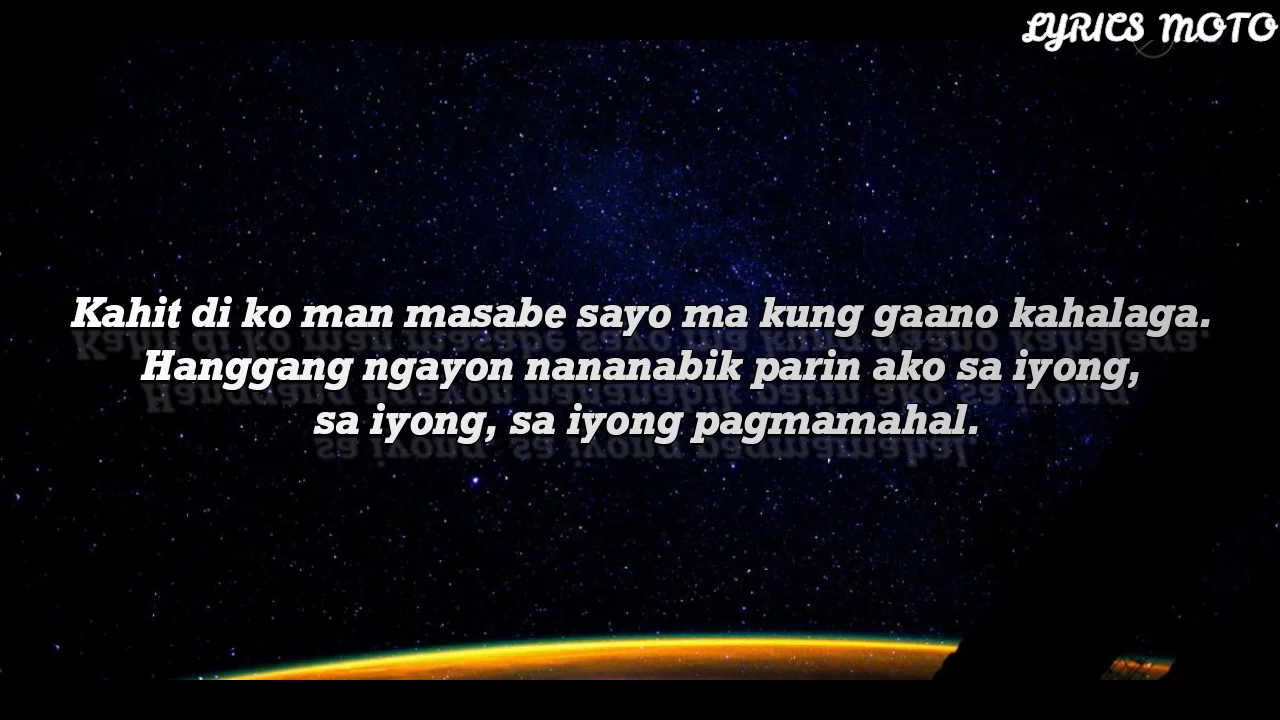 LYRICS MOTO
Kahit di ko man masabe sayo ma kung gaano kahalaga.
Hanggang ngayon nananabik parin ako sa iyong,
sa iyong, sa iyong pagmamahal.